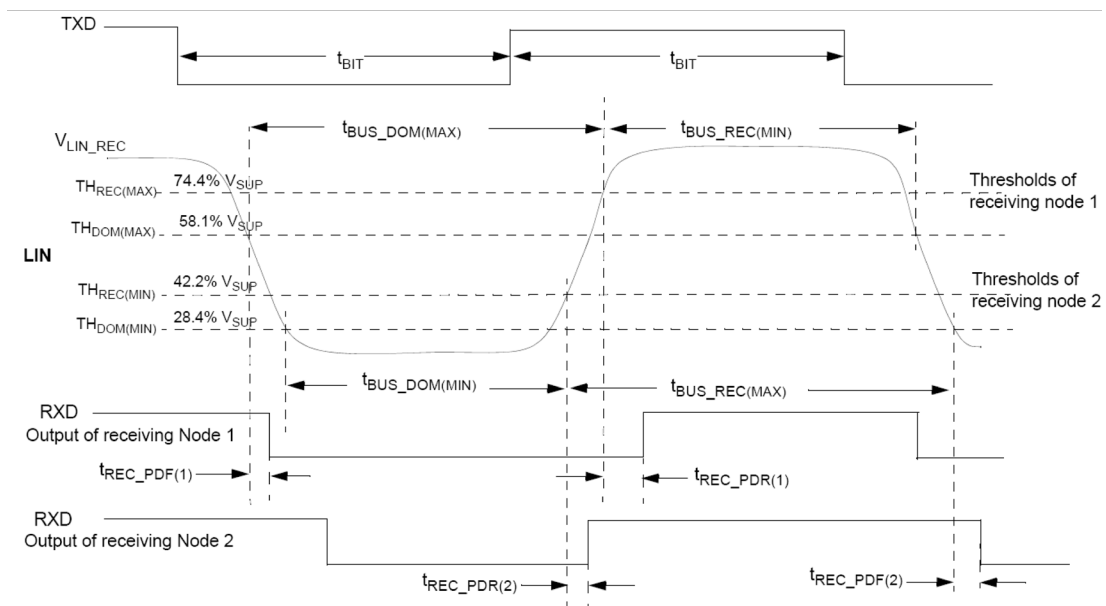 TXD
tBIT
tBIT
tBUS_DOM(MAX)
tBUS_REC(MIN)
VLIN_REC
THREC(MAX) 74.4% VSUP
Thresholds of
receiving node 1
THDOM(MAX) 58.1% VSUP
LIN
THREC(MIN) 42.2% VSUP
Thresholds of
receiving node 2
THDOM(MIN) 28.4% VSUP
tBUS_DOM(MIN)
tBUS_REC(MAX)
RXD
Output of receiving Node 1
tREC_PDF(1)
tREC_PDR(1)
RXD
Output of receiving Node 2
tREC_PDR(2)
tREC_PDF(2)